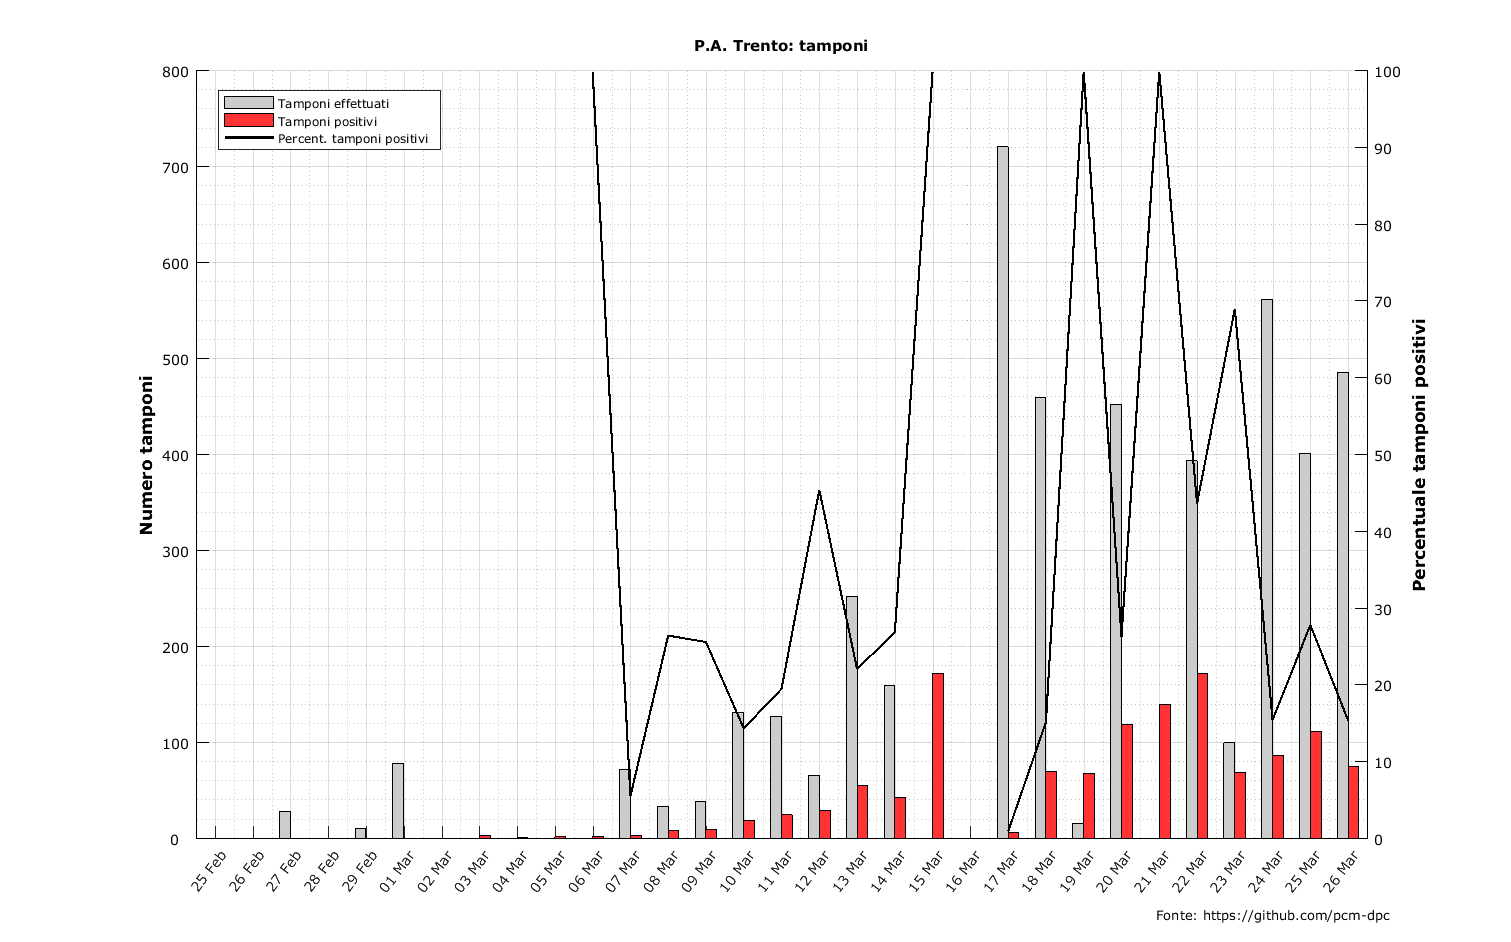 P.A. Trento: tamponi
Tamponi effettuati
Tamponi positivi
Percent. tamponi positivi
Numero tamponi
800
700
600
500
400
300
200
100
0
100
90
80
70
60
50
40
30
20
10
0
Percentuale tamponi positivi
25 Feb
26 Feb
27 Feb
28 Feb
29 Feb
01 Mar
02 Mar
03 Mar
04 Mar
05 Mar
06 Mar
07 Mar
08 Mar
09 Mar
10 Mar
11 Mar
12 Mar
13 Mar
14 Mar
15 Mar
16 Mar
17 Mar
18 Mar
19 Mar
20 Mar
21 Mar
22 Mar
23 Mar
24 Mar
25 Mar
26 Mar
Fonte: https://github.com/pcm-dpc